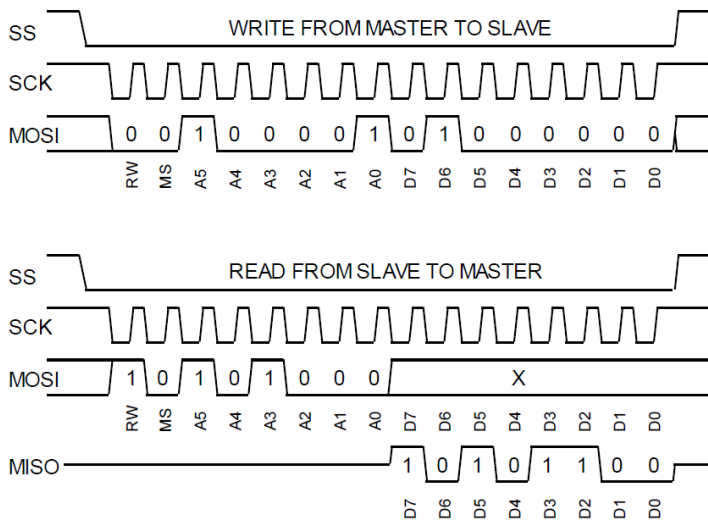 SS WRITE FROM MASTER TO SLAVE
SCK
MOSI 0 0 1 0 0 0 0 1 0 1 0 0 0 0 0 0
RW MS A5 A4 A3 A2 A1 A0 D7 D6 D5 D4 D3 D2 D1 D0
SS READ FROM SLAVE TO MASTER
SCK
MOSI 1 0 1 0 1 0 0 0 X
RW MS A5 A4 A3 A2 A1 A0 D7 D6 D5 D4 D3 D2 D1 D0
MISO 1 0 1 0 1 1 0 0
D7 D6 D5 D4 D3 D2 D1 D0